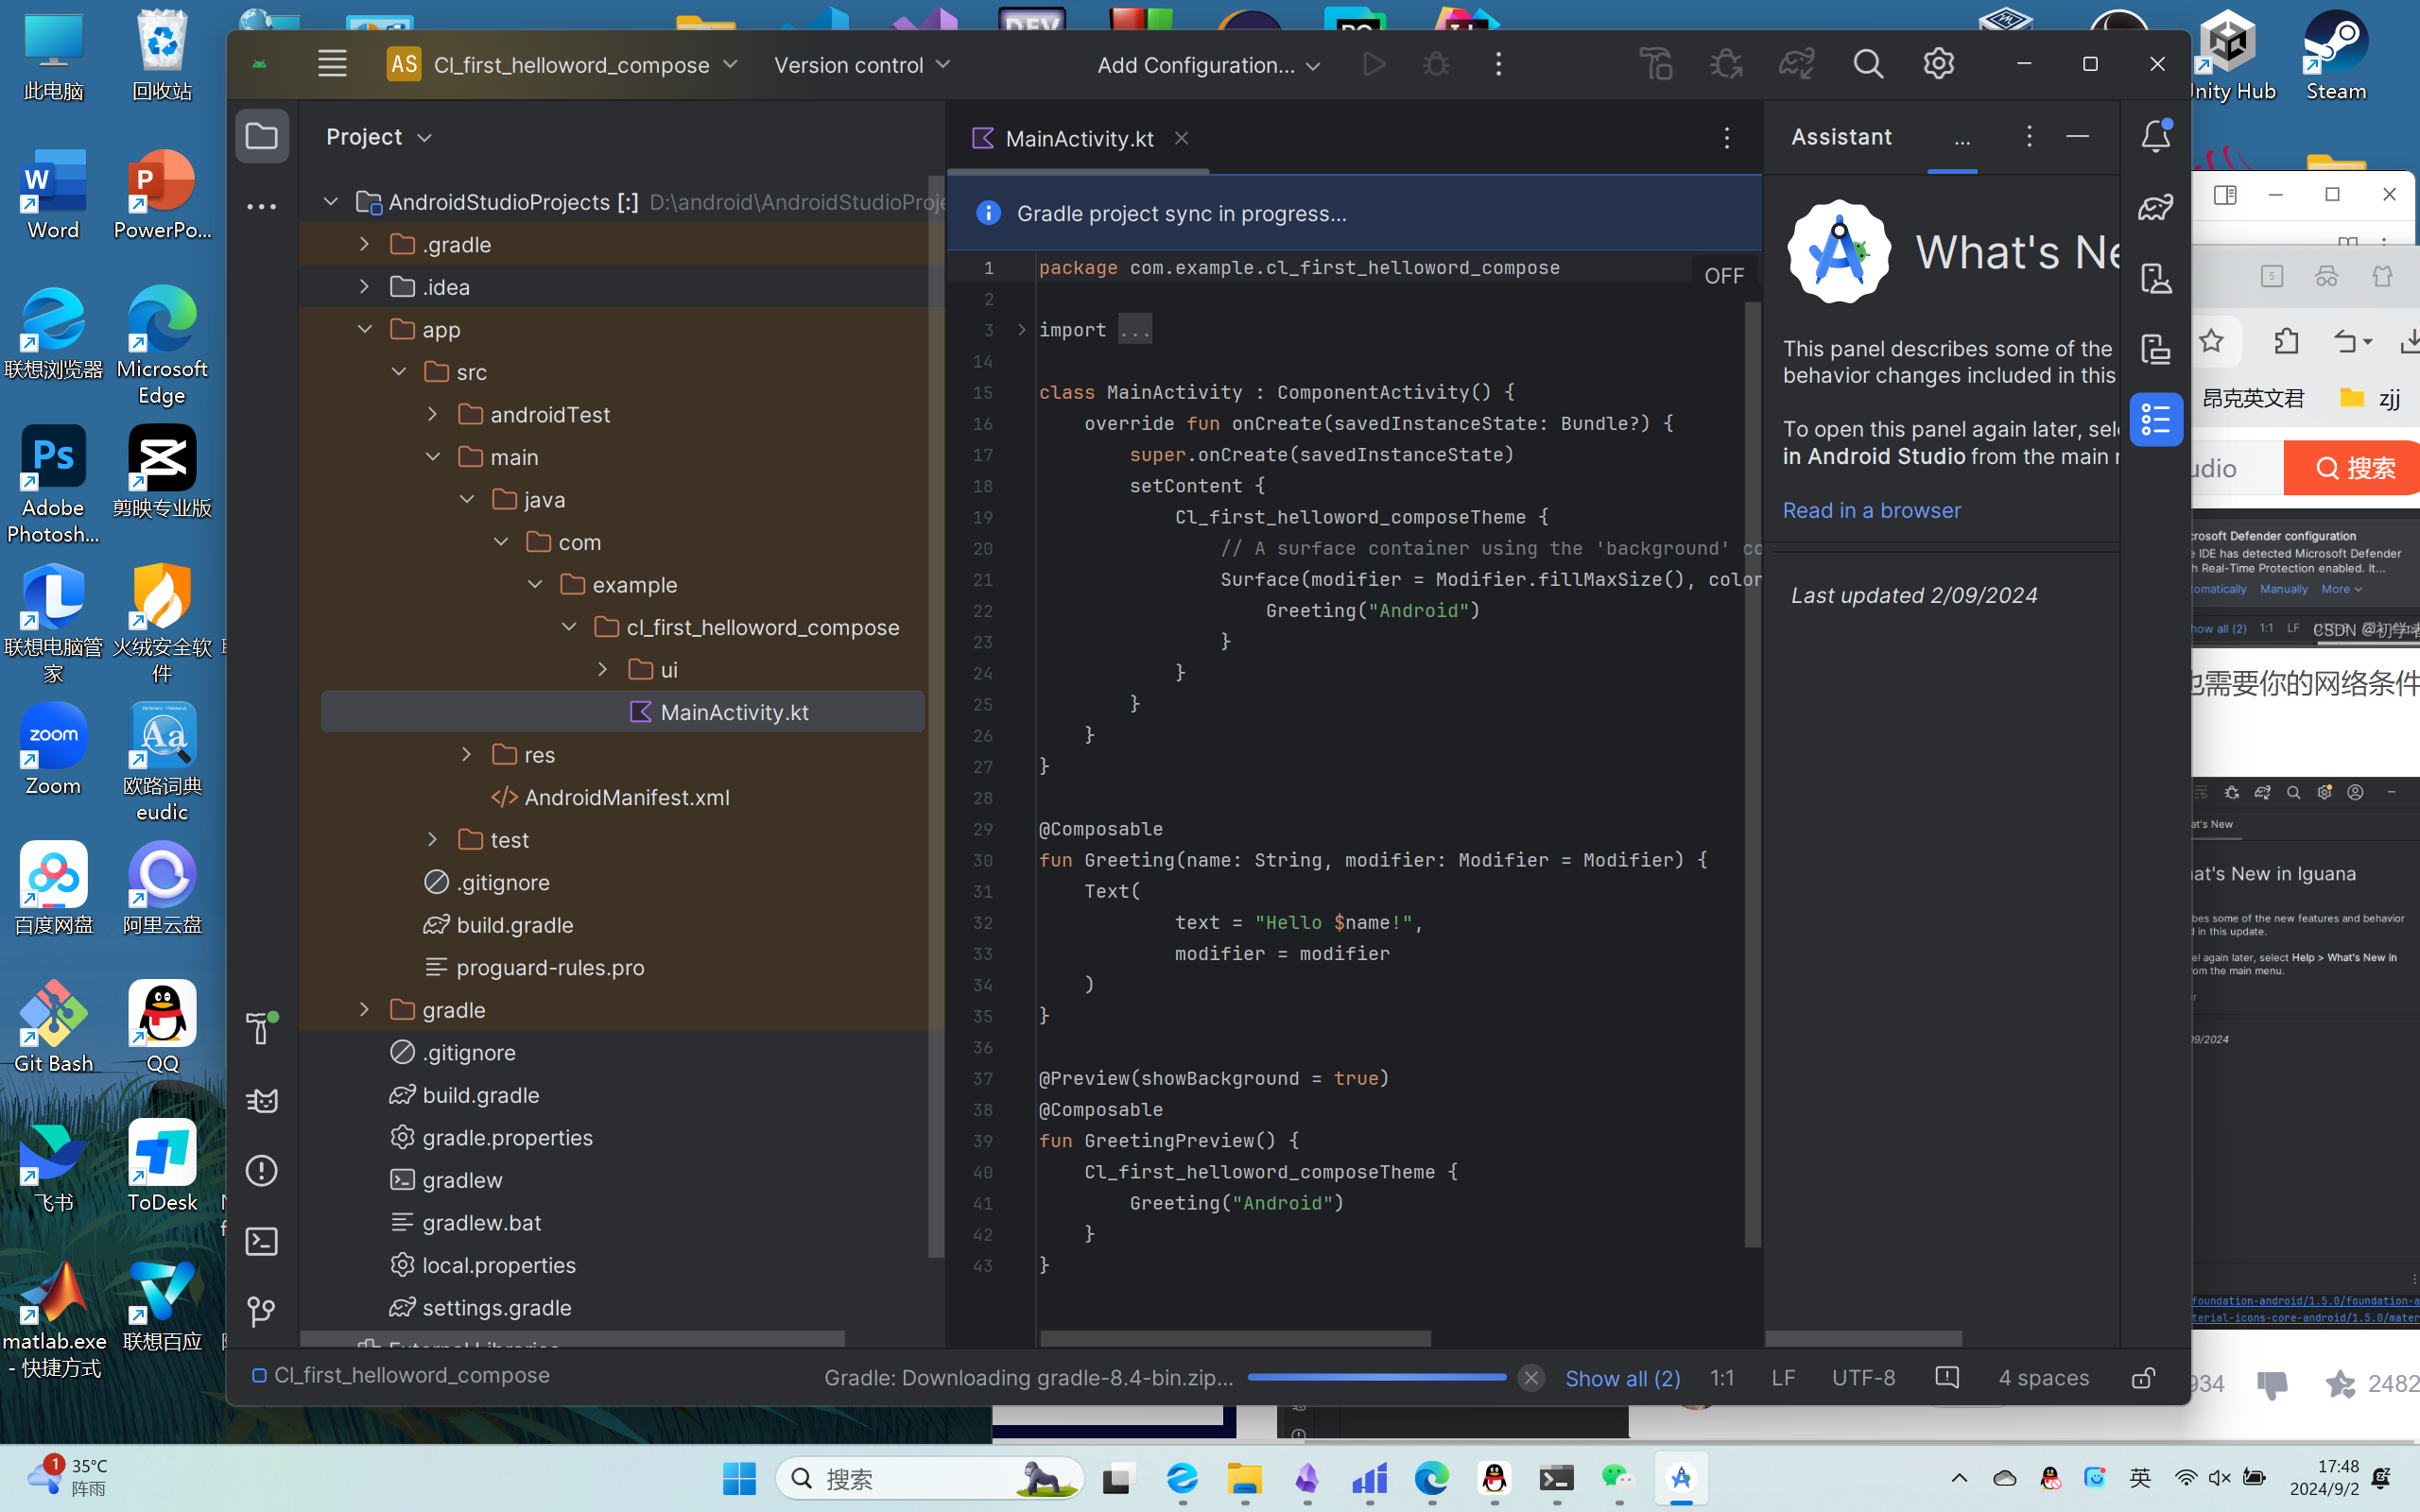 此电脑
回收站
Word
PowerPo...
联想浏览器
Microsoft
Edge
Ps
Adobe
Photosh...
剪映专业版
联想电脑管
家
火绒安全软
件
zoom
Zoom
Aa
欧路词典
eudic
百度网盘
阿里云盘
Git Bash
QQ
飞书
ToDesk
matlab.exe
- 快捷方式
联想百应
DEV
Unity Hub
Steam
AS
Cl_first_helloword_compose
Version control
Add Configuration...
Project
AndroidStudioProjects [:] D:\android\AndroidStudioProje
.gradle
.idea
app
src
androidTest
main
java
com
example
cl_first_helloword_compose
ui
MainActivity.kt
res
</> AndroidManifest.xml
test
.gitignore
build.gradle
proguard-rules.pro
gradle
.gitignore
build.gradle
gradle.properties
gradlew
gradlew.bat
local.properties
settings.gradle
MainActivity.kt
Gradle project sync in progress...
OFF
1 package com.example.cl_first_helloword_compose
2
3 import ...
14
15 class MainActivity : ComponentActivity() {
16 override fun onCreate(savedInstanceState: Bundle?) {
17 super.onCreate(savedInstanceState)
18 setContent {
19 Cl_first_helloword_composeTheme {
20 // A surface container using the 'background' co
21 Surface(modifier = Modifier.fillMaxSize(), color
22 Greeting("Android")
23 }
24 }
25 }
26 }
27 }
28
29 @Composable
30 fun Greeting(name: String, modifier: Modifier = Modifier) {
31 Text(
32 text = "Hello $name!",
33 modifier = modifier
34 )
35 }
36
37 @Preview(showBackground = true)
38 @Composable
39 fun GreetingPreview() {
40 Cl_first_helloword_composeTheme {
41 Greeting("Android")
42 }
43 }
Assistant
...
What's Ne
This panel describes some of the
behavior changes included in this
To open this panel again later, sel
in Android Studio from the main
Read in a browser
Last updated 2/09/2024
Cl_first_helloword_compose
Gradle: Downloading gradle-8.4-bin.zip...
Show all (2)
1:1
LF
UTF-8
4 spaces
昂克英文君
zjj
udio
搜索
crosoft Defender configuration
e IDE has detected Microsoft Defender
h Real-Time Protection enabled. It...
omatically Manually More
how all (2) 1:1 LF
CSDN @初学者
也需要你的网络条件
at's New
at's New in Iguana
bes some of the new features and behavior
d in this update.
el again later, select Help > What's New in
om the main menu.
09/2024
foundation-android/1.5.0/foundation-a
terial-icons-core-android/1.5.0/mater
934
2482
1
35°C
阵雨
搜索
英
17:48
2024/9/2